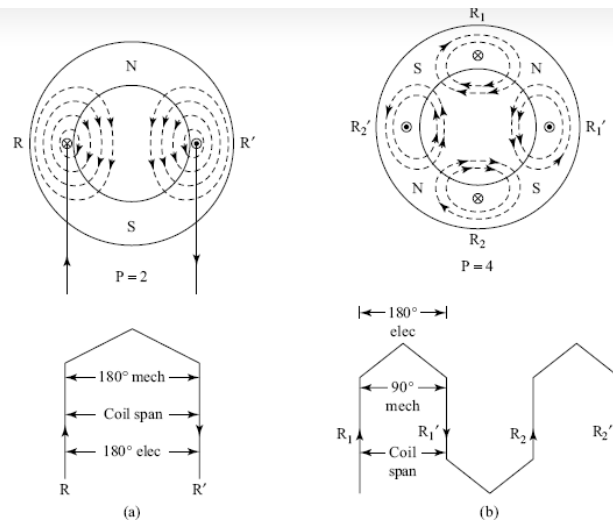 N
R
R′
S
P = 2
R₁
S
N
R₂′
R₁′
N
S
R₂
P = 4
180° mech
Coil span
180° elec
R
R′
(a)
180°
elec
90°
mech
R₁
R₁′
R₂
R₂′
Coil
span
(b)